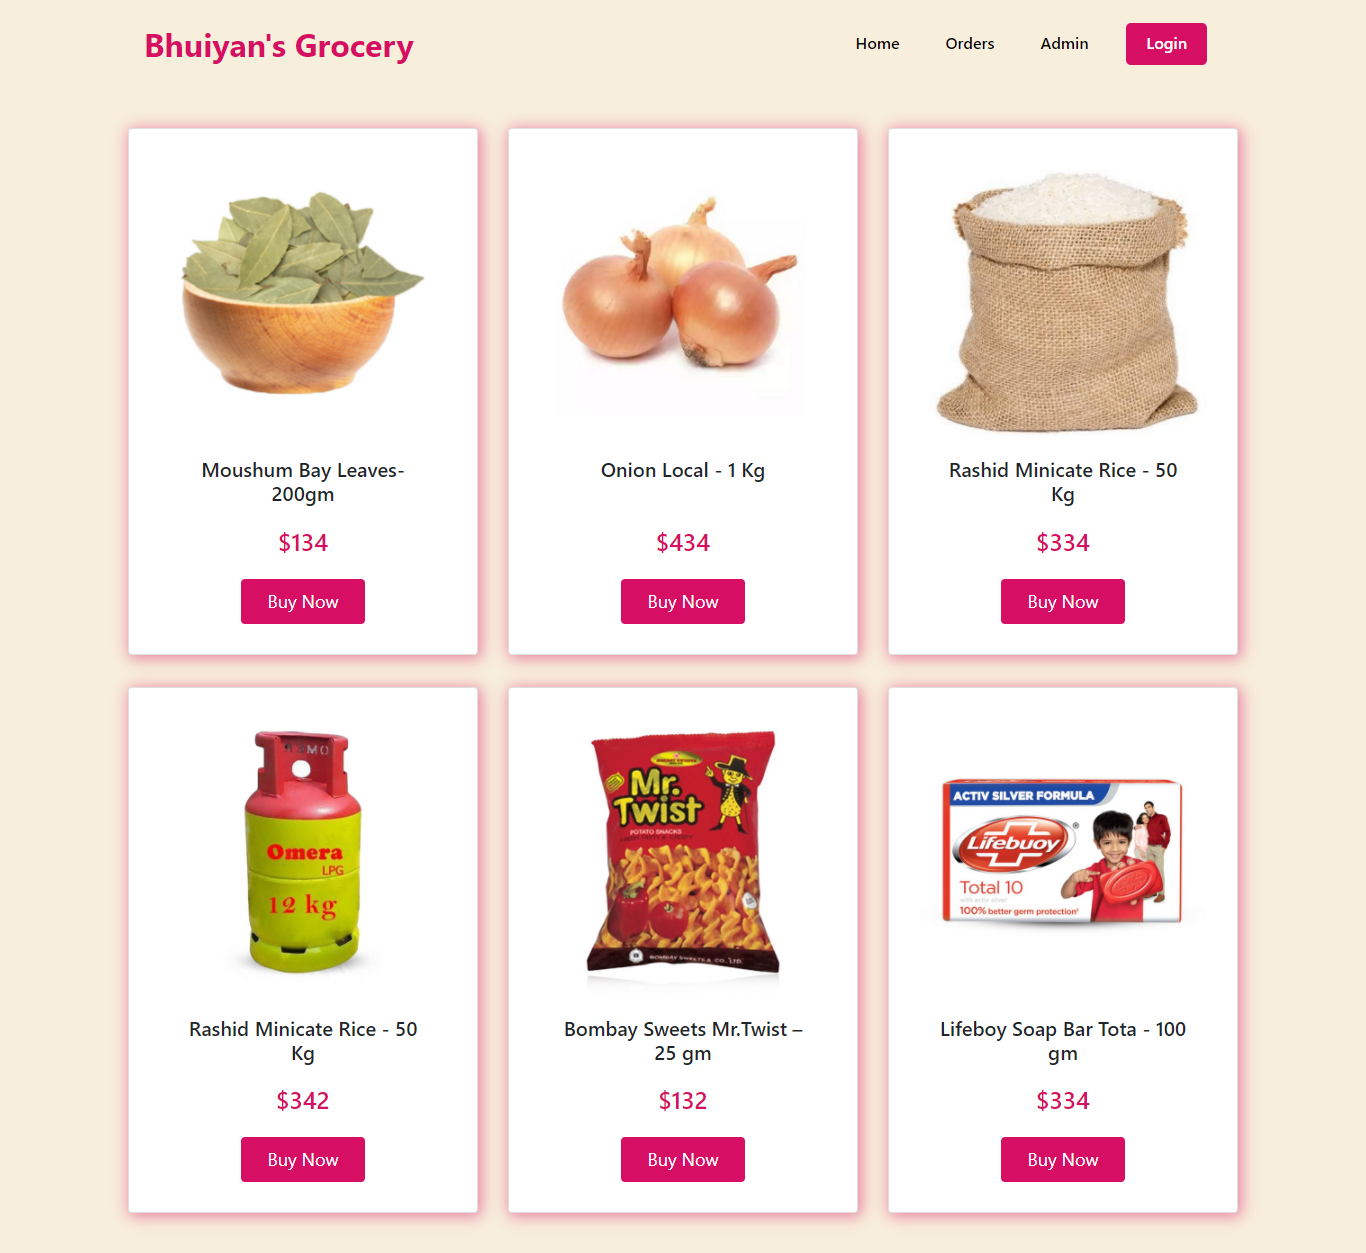 Bhuiyan's Grocery
Home Orders Admin Login
Moushum Bay Leaves-
200gm
$134
Buy Now
Onion Local - 1 Kg
$434
Buy Now
Rashid Minicate Rice - 50
Kg
$334
Buy Now
Omera
LPG
12 kg
Rashid Minicate Rice - 50
Kg
$342
Buy Now
Mr.
Twist
POTATO SNACKS
Bombay Sweets Mr.Twist –
25 gm
$132
Buy Now
ACTIV SILVER FORMULA
Lifebuoy
Total 10
with activ silver
100% better germ protection
Lifeboy Soap Bar Tota - 100
gm
$334
Buy Now